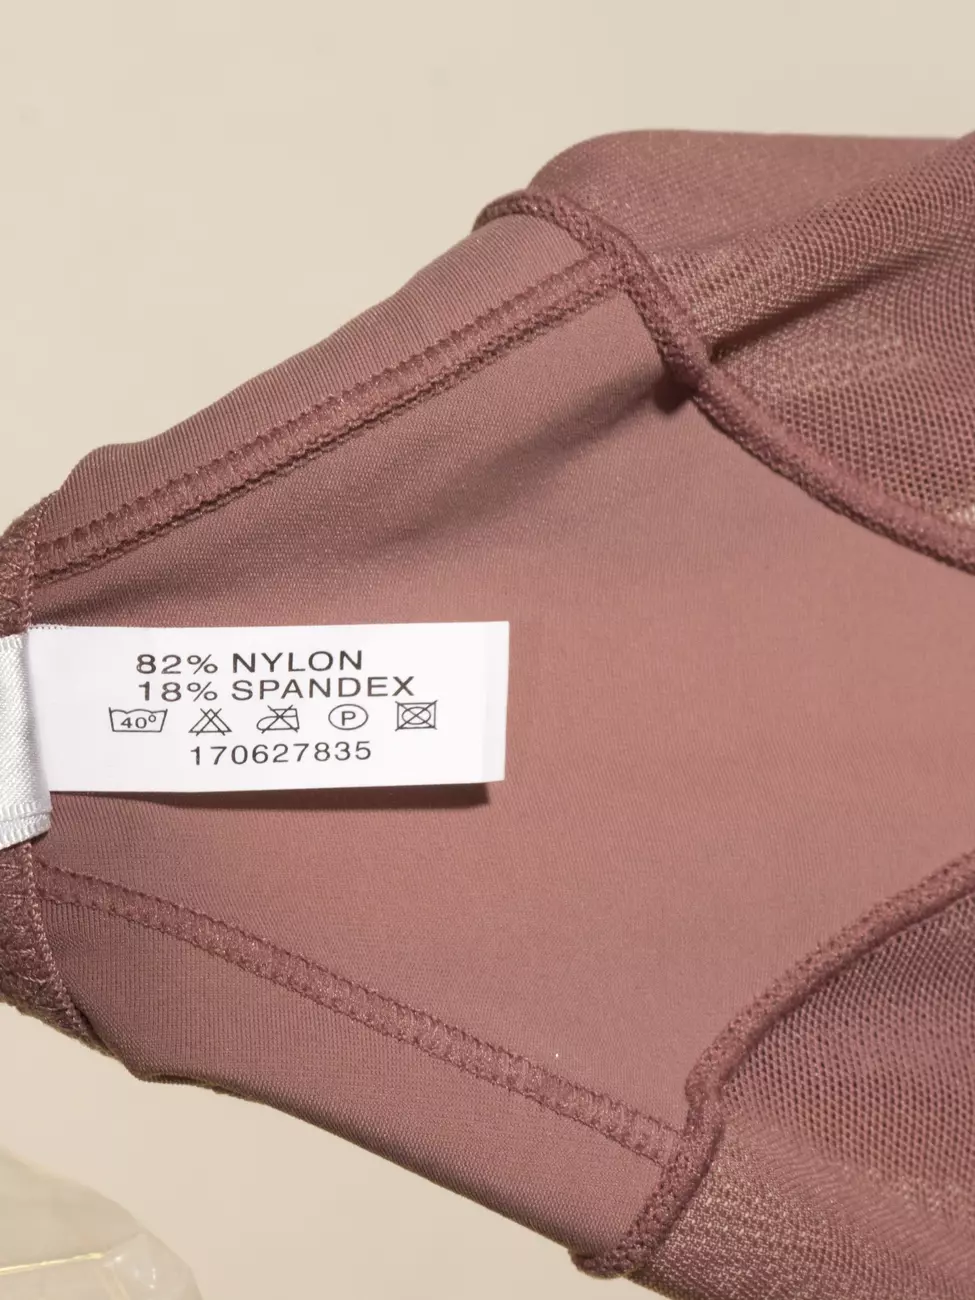 82% NYLON
18% SPANDEX
40° P
170627835